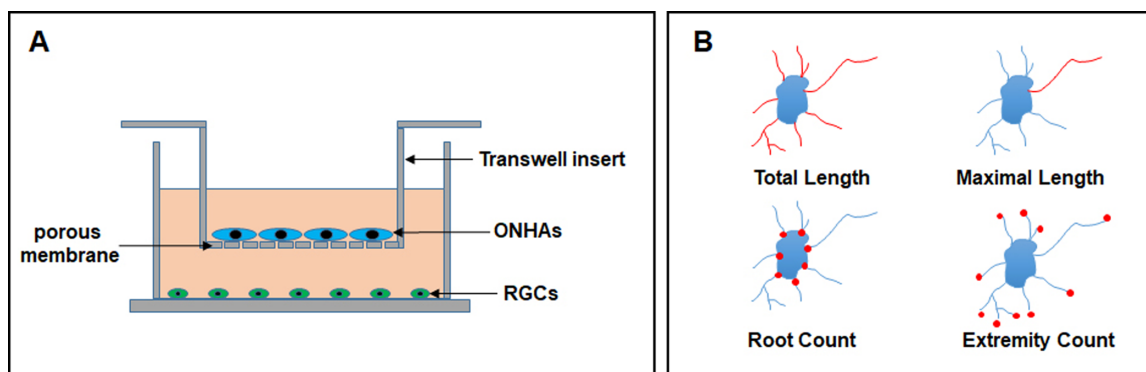 A
Transwell insert
ONHAs
porous
membrane
RGCs
B
Total Length
Maximal Length
Root Count
Extremity Count